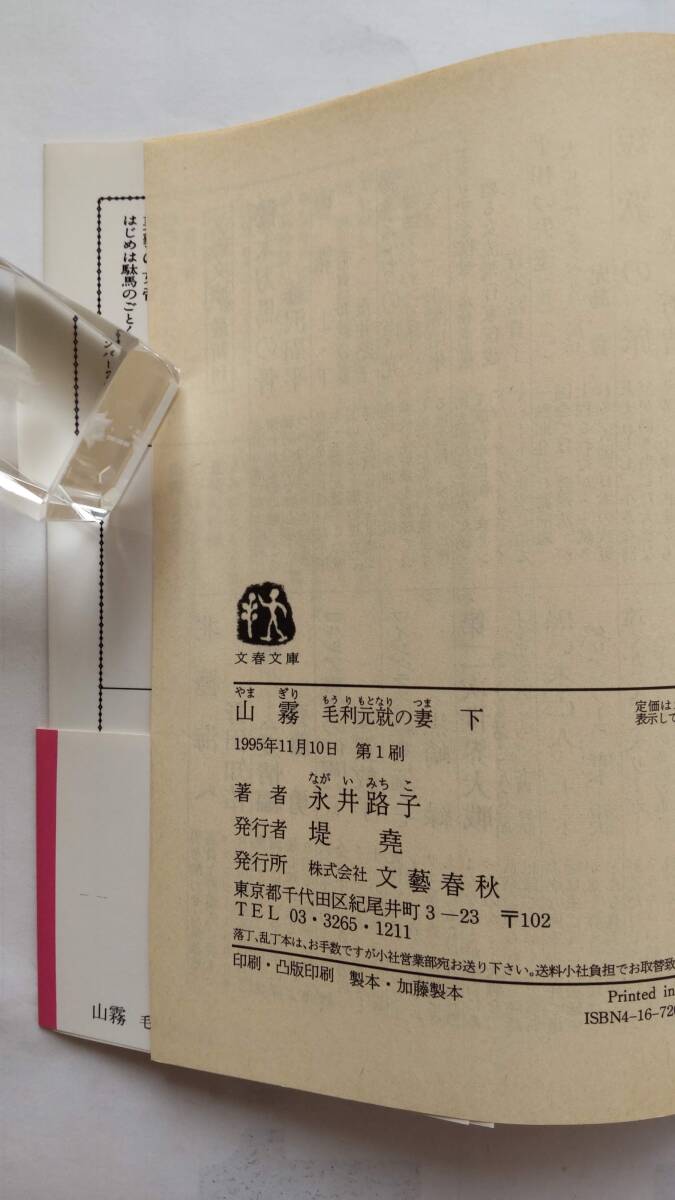 はじめは駄馬のごとく
文春文庫
やま ぎり もう り もとなり つま
山霧 毛利元就の妻 下
定価は
表示して
1995年11月10日 第1刷
なが い みち こ
著者 永井路子
発行者 堤 堯
発行所 株式会社 文藝春秋
東京都千代田区紀尾井町3―23 〒102
TEL 03・3265・1211
落丁、乱丁本は、お手数ですが小社営業部宛お送り下さい。送料小社負担でお取替致
印刷・凸版印刷 製本・加藤製本
Printed in
ISBN4-16-720
山霧 毛